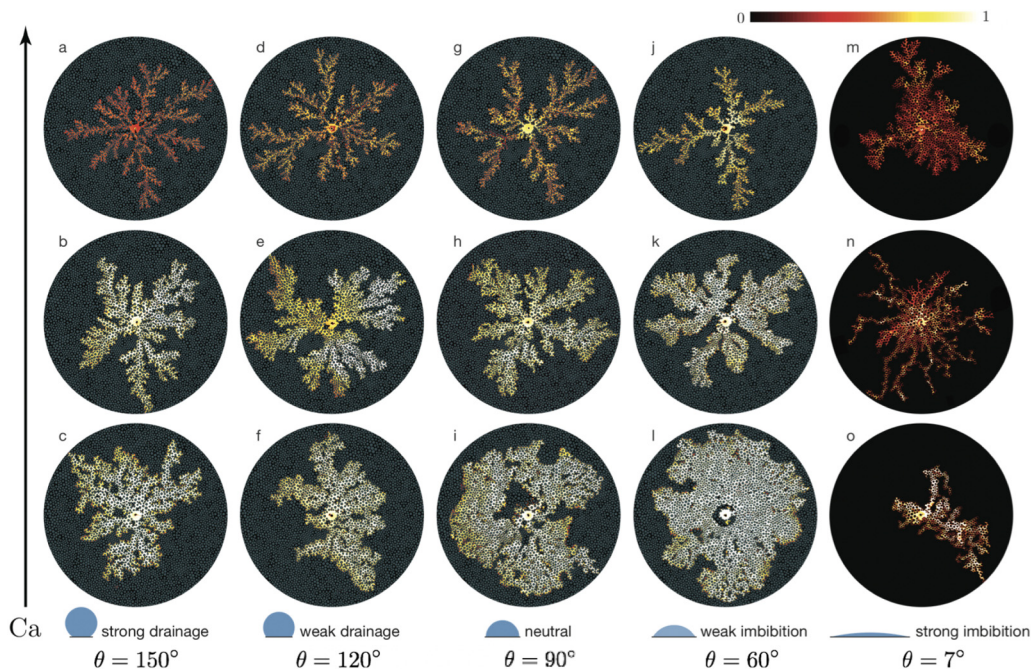 0 1
a d g j m
b e h k n
c f i l o
Ca
strong drainage weak drainage neutral weak imbibition strong imbibition
θ = 150° θ = 120° θ = 90° θ = 60° θ = 7°